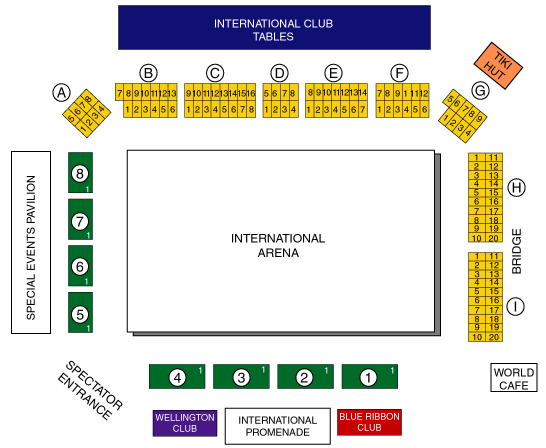 INTERNATIONAL CLUB
TABLES
A
B
C
D
E
F
G
TIKI
HUT
5 6 7 8
1 2 3 4
7 8 9 10 11 12 13
1 2 3 4 5 6
9 10 11 12 13 14 15 16
1 2 3 4 5 6 7 8
5 6 7 8
1 2 3 4
8 9 10 11 12 13 14
1 2 3 4 5 6 7
7 8 9 1 11 12
1 2 3 4 5 6
5 6 7 8 9
1 2 3 4
SPECIAL EVENTS PAVILION
8 1
7 1
6 1
5 1
INTERNATIONAL
ARENA
1 11
2 12
3 13
4 14
5 15
6 16
7 17
8 18
9 19
10 20
H
BRIDGE
1 11
2 12
3 13
4 14
5 15
6 16
7 17
8 18
9 19
10 20
I
SPECTATOR
ENTRANCE
4 1
3 1
2 1
1 1
WORLD
CAFE
WELLINGTON
CLUB
INTERNATIONAL
PROMENADE
BLUE RIBBON
CLUB